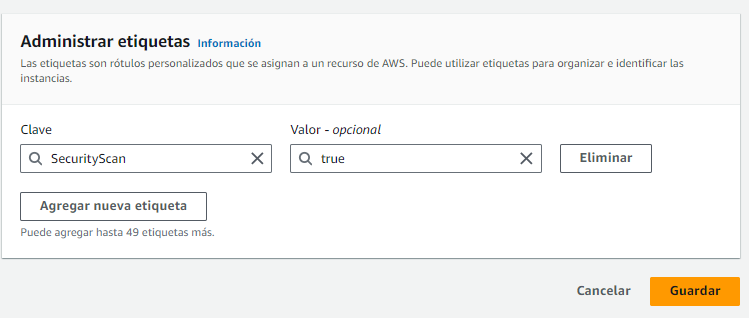 Administrar etiquetas Información
Las etiquetas son rótulos personalizados que se asignan a un recurso de AWS. Puede utilizar etiquetas para organizar e identificar las
instancias.
Clave
Valor - opcional
SecurityScan
true
Eliminar
Agregar nueva etiqueta
Puede agregar hasta 49 etiquetas más.
Cancelar
Guardar